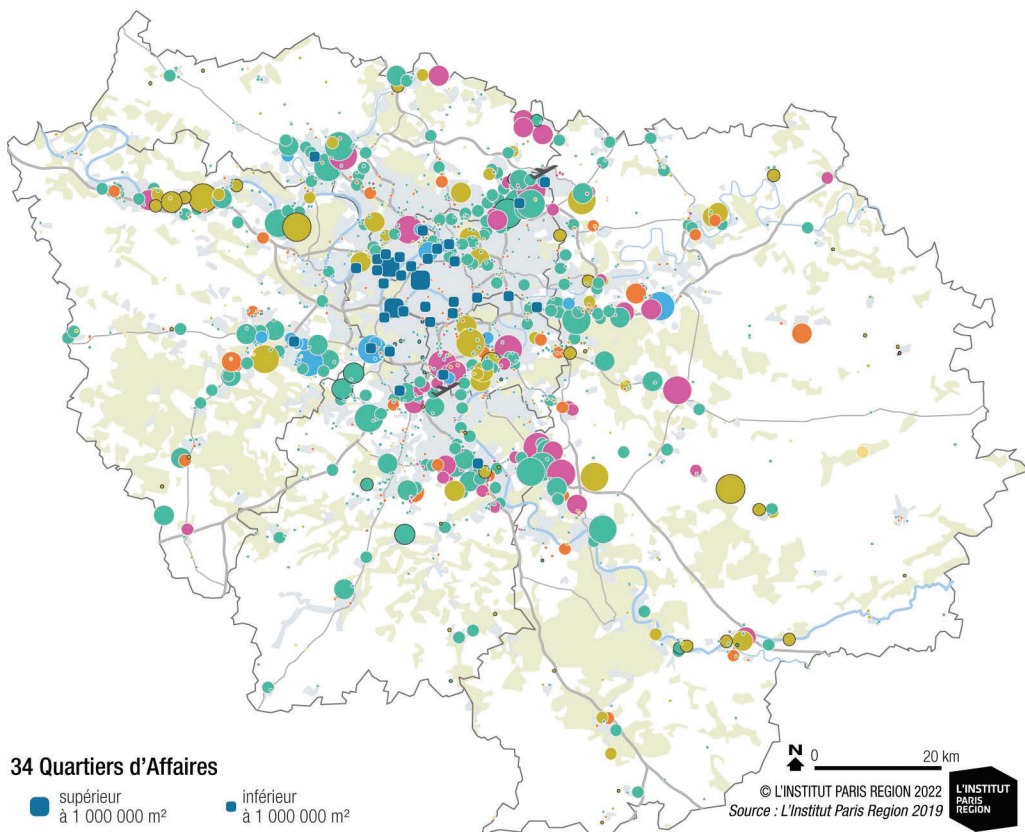 34 Quartiers d'Affaires
supérieur
à 1 000 000 m²
inférieur
à 1 000 000 m²
N
0
20 km
© L'INSTITUT PARIS REGION 2022
Source : L'Institut Paris Region 2019
L'INSTITUT
PARIS
REGION